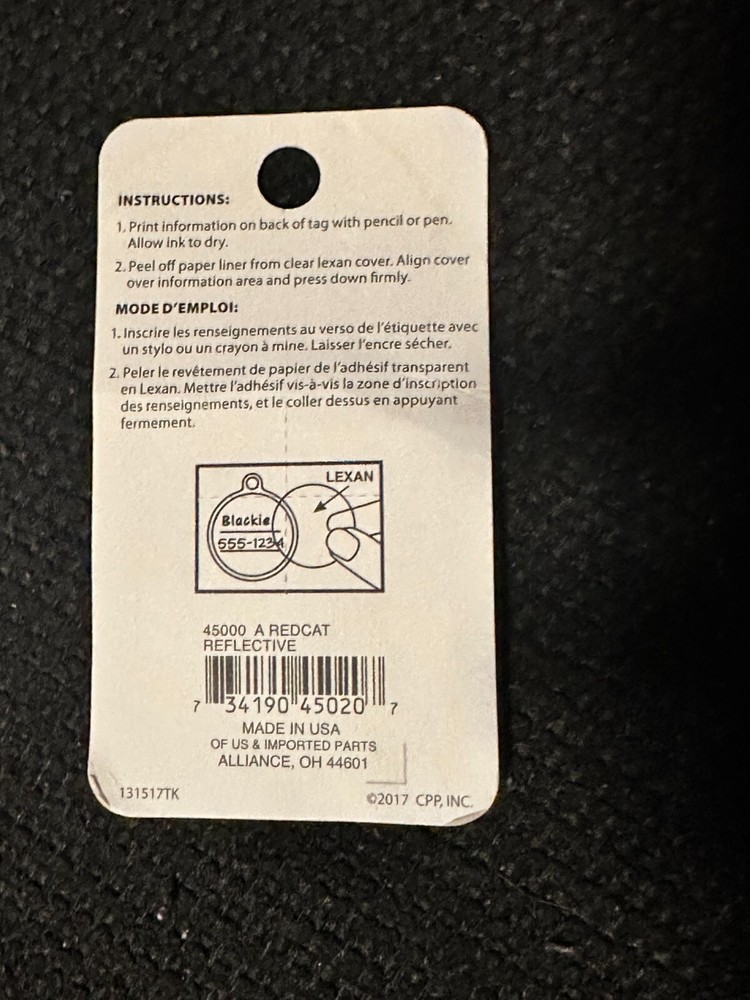 INSTRUCTIONS:
1. Print information on back of tag with pencil or pen.
Allow ink to dry.
2. Peel off paper liner from clear lexan cover. Align cover
over information area and press down firmly.
MODE D'EMPLOI:
1. Inscrire les renseignements au verso de l'étiquette avec
un stylo ou un crayon à mine. Laisser l'encre sécher.
2. Peler le revêtement de papier de l'adhésif transparent
en Lexan. Mettre l'adhésif vis-à-vis la zone d'inscription
des renseignements, et le coller dessus en appuyant
fermement.
LEXAN
Blackie
555-1234
45000 A REDCAT
REFLECTIVE
7 34190 45020 7
MADE IN USA
OF US & IMPORTED PARTS
ALLIANCE, OH 44601
131517TK
©2017 CPP, INC.